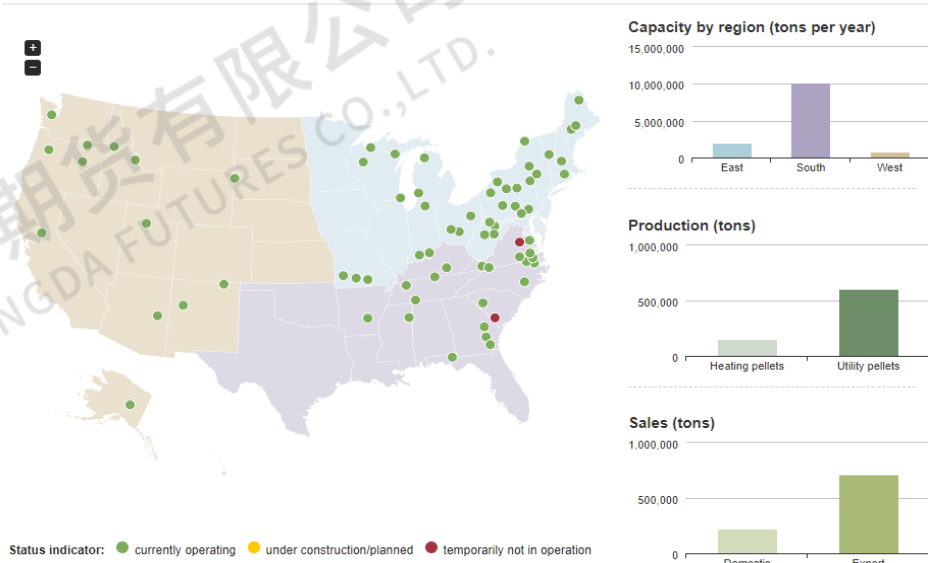 期货有限公司
NGDA FUTURES CO.,LTD.
+
−
Capacity by region (tons per year)
15,000,000
10,000,000
5,000,000
0
East South West
Production (tons)
1,000,000
500,000
0
Heating pellets Utility pellets
Sales (tons)
1,000,000
500,000
0
Domestic Export
Status indicator: currently operating under construction/planned temporarily not in operation